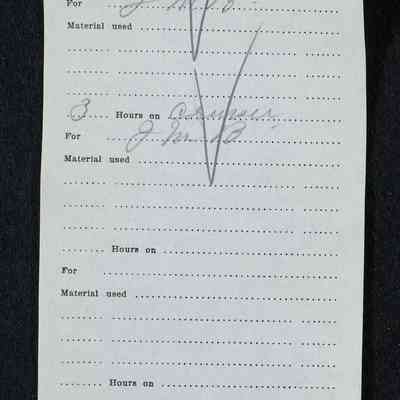 For J M B
Material used
3 Hours on
For J M B
Material used
Hours on
For
Material used
Hours on